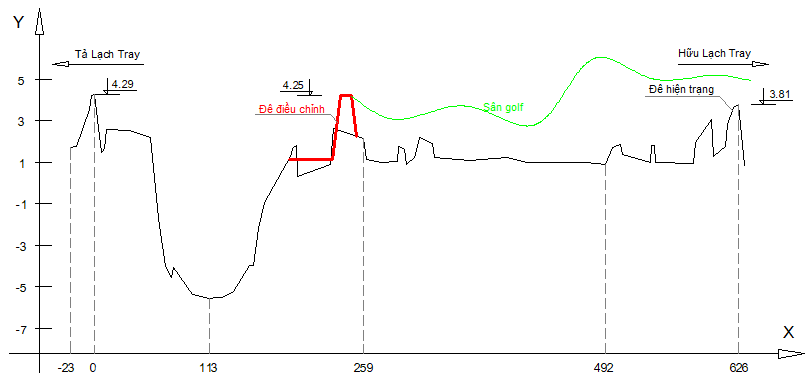 Y
Tả Lạch Tray
Hữu Lạch Tray
5
4.29
4.25
Đê hiện trạng
3.81
Đê điều chỉnh
Sân golf
3
1
-1
-3
-5
-7
X
-23
0
113
259
492
626